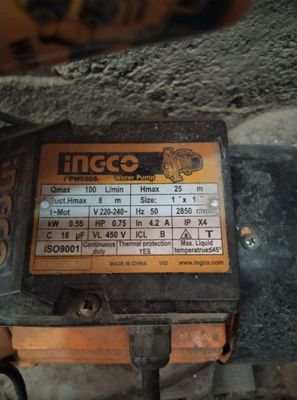 INGCO
CPM5508
Water Pump
Qmax 100 L/min Hmax 25 m
Suct.Hmax 8 m Size 1" x 1"
1~Mot V 220-240~ Hz 50 2850 r/min
kW 0.55 HP 0.75 In 4.2 A IP X4
C 16 µF VL 450 V ICL B T
ISO9001 Continuous duty Thermal protection YES Max. Liquid temperatrue≤45°
MADE IN CHINA V02 www.ingco.com